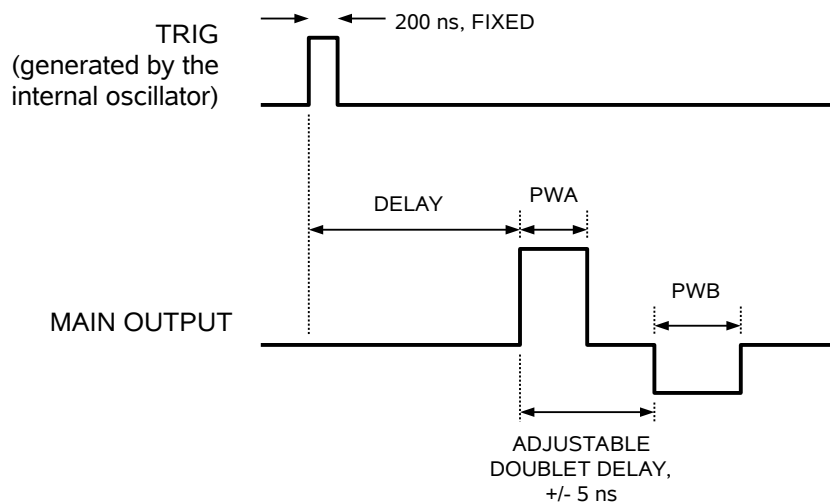 TRIG
(generated by the
internal oscillator)
200 ns, FIXED
DELAY
PWA
MAIN OUTPUT
PWB
ADJUSTABLE
DOUBLET DELAY,
+/- 5 ns